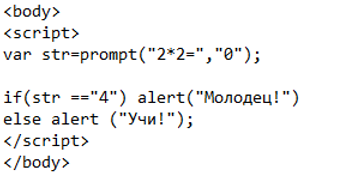 <body>
<script>
var str=prompt("2*2=","0");
if(str =="4") alert("Молодец!")
else alert ("Учи!");
</script>
</body>